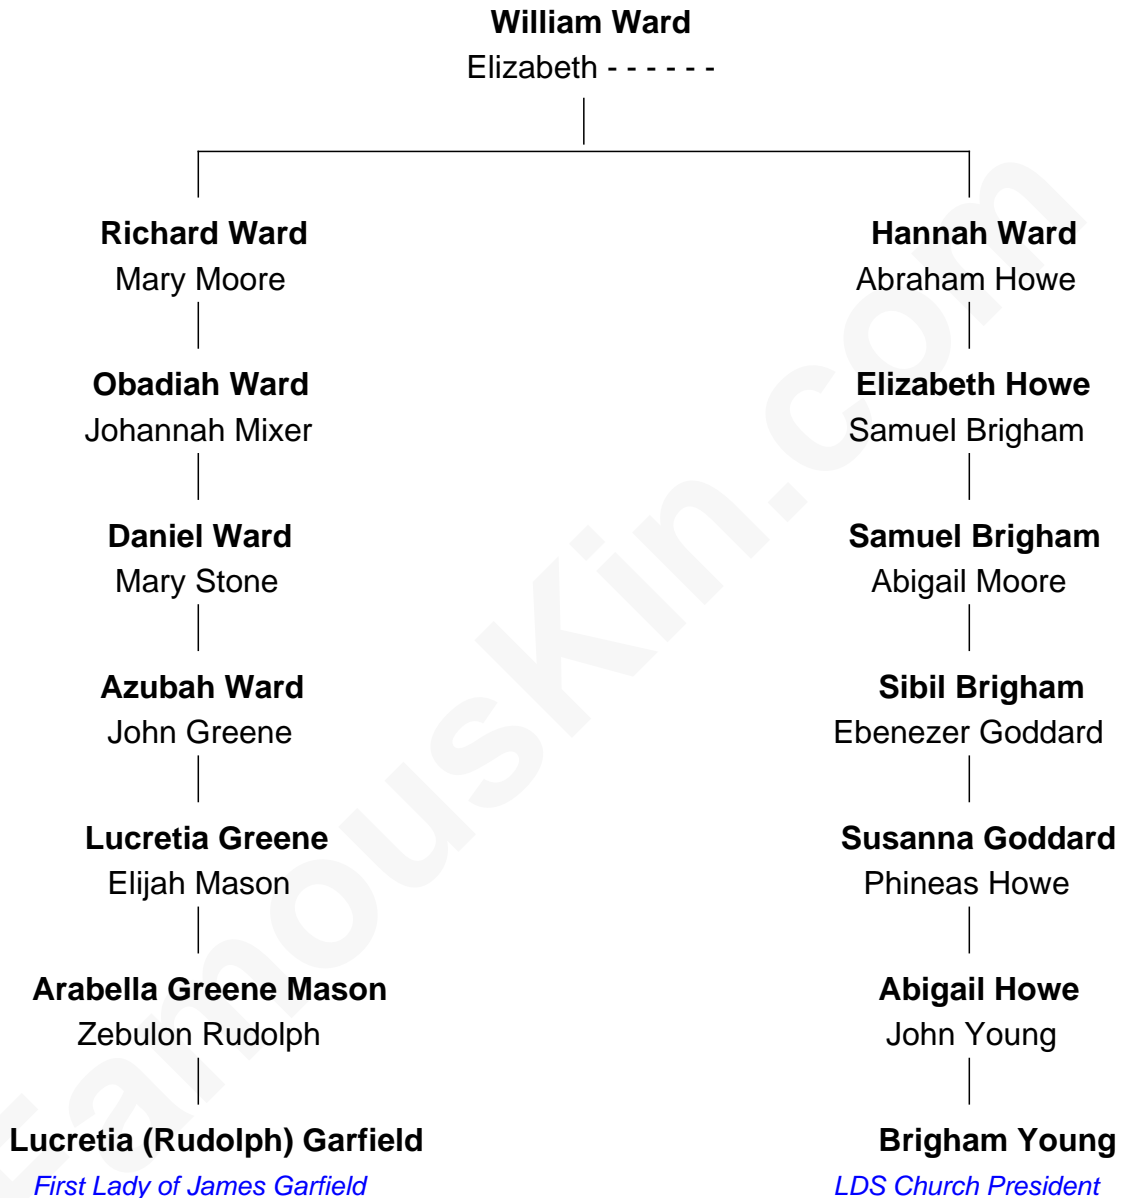 William Ward
Elizabeth - - - - - -
Richard Ward
Mary Moore
Hannah Ward
Abraham Howe
Obadiah Ward
Johannah Mixer
Elizabeth Howe
Samuel Brigham
Daniel Ward
Mary Stone
Samuel Brigham
Abigail Moore
Azubah Ward
John Greene
Sibil Brigham
Ebenezer Goddard
Lucretia Greene
Elijah Mason
Susanna Goddard
Phineas Howe
Arabella Greene Mason
Zebulon Rudolph
Abigail Howe
John Young
Lucretia (Rudolph) Garfield
First Lady of James Garfield
Brigham Young
LDS Church President
FamousKin.com